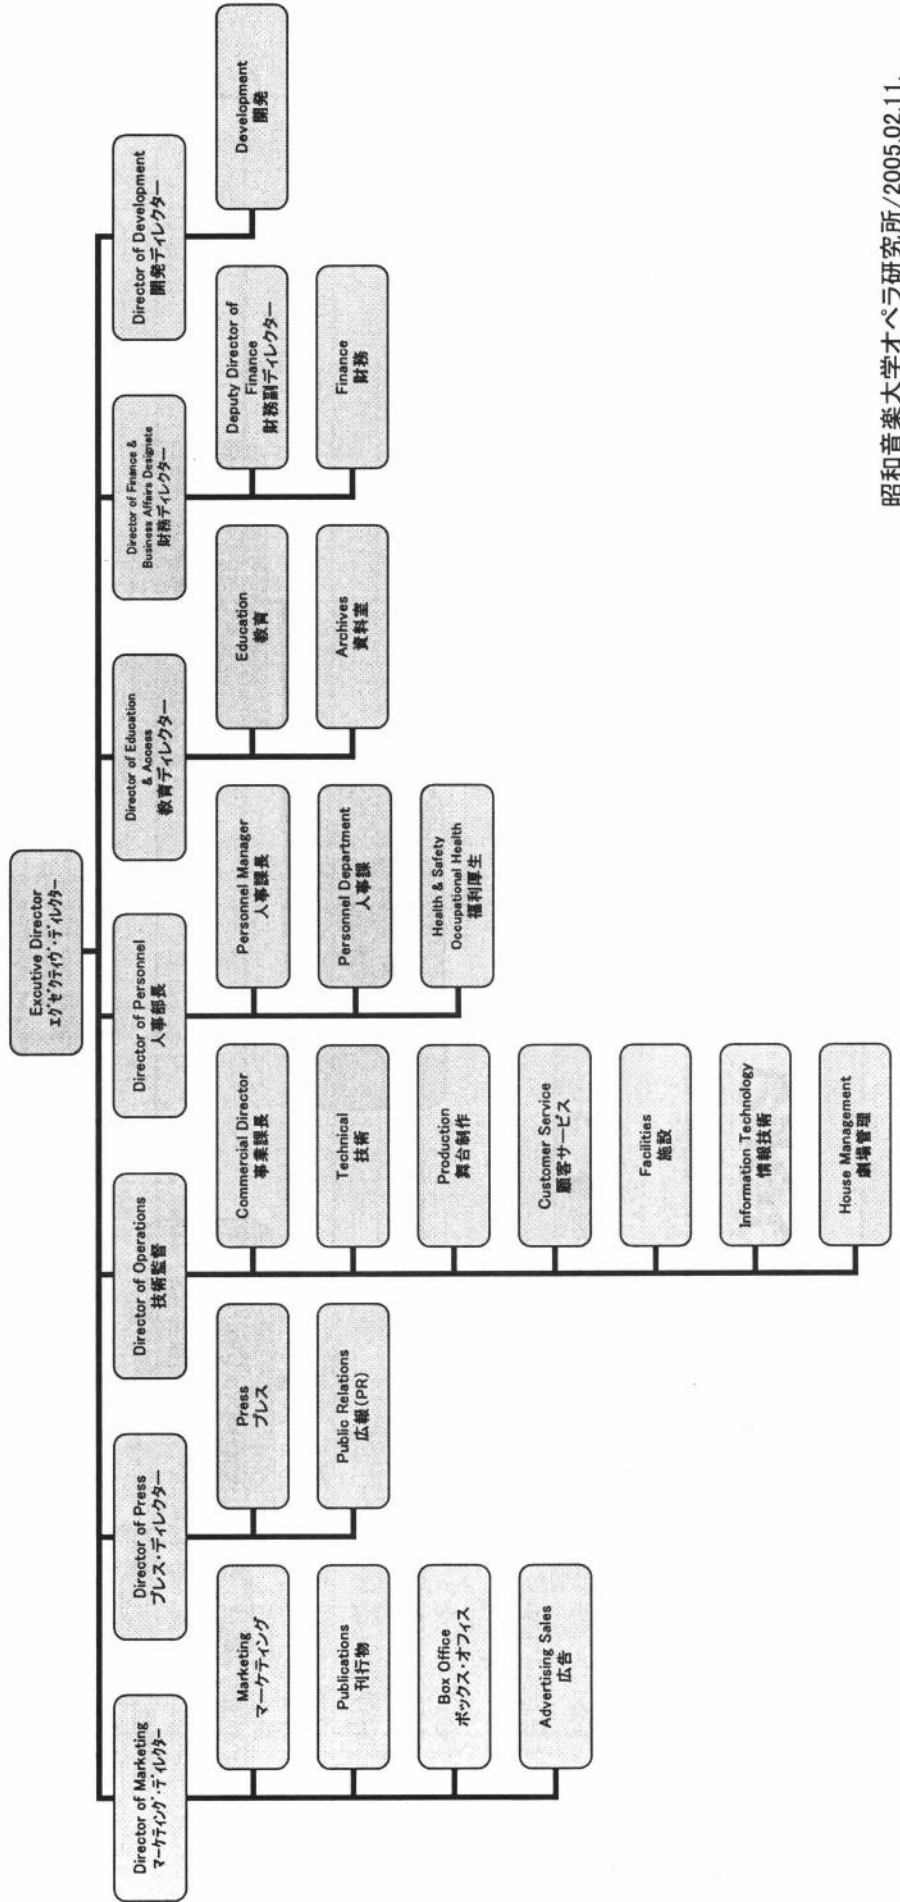 Excutive Director
エグゼクティヴ・ディレクター
Director of Marketing
マーケティング・ディレクター
Director of Press
プレス・ディレクター
Director of Operations
技術監督
Director of Personnel
人事部長
Director of Education
& Access
教育ディレクター
Director of Finance &
Business Affairs Designate
財務ディレクター
Director of Development
開発ディレクター
Marketing
マーケティング
Publications
刊行物
Box Office
ボックス・オフィス
Advertising Sales
広告
Press
プレス
Public Relations
広報(PR)
Commercial Director
事業課長
Technical
技術
Production
舞台制作
Customer Service
顧客サービス
Facilities
施設
Information Technology
情報技術
House Management
劇場管理
Personnel Manager
人事課長
Personnel Department
人事課
Health & Safety
Occupational Health
福利厚生
Education
教育
Archives
資料室
Deputy Director of
Finance
財務副ディレクター
Finance
財務
Development
開発
昭和音楽大学オペラ研究所/2005.02.11.